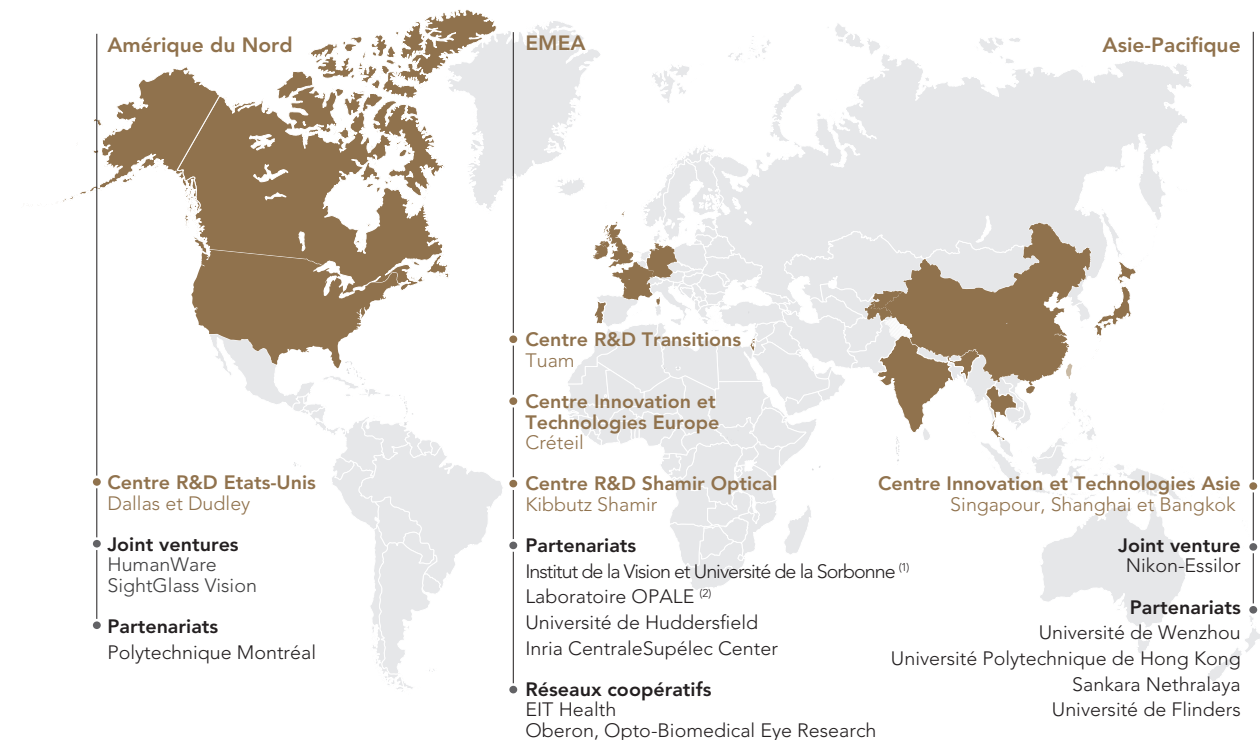 Amérique du Nord
Centre R&D Etats-Unis
Dallas et Dudley
Joint ventures
HumanWare
SightGlass Vision
Partenariats
Polytechnique Montréal
EMEA
Centre R&D Transitions
Tuam
Centre Innovation et
Technologies Europe
Créteil
Centre R&D Shamir Optical
Kibbutz Shamir
Partenariats
Institut de la Vision et Université de la Sorbonne (1)
Laboratoire OPALE (2)
Université de Huddersfield
Inria CentraleSupélec Center
Réseaux coopératifs
EIT Health
Oberon, Opto-Biomedical Eye Research
Asie-Pacifique
Centre Innovation et Technologies Asie
Singapour, Shanghai et Bangkok
Joint venture
Nikon-Essilor
Partenariats
Université de Wenzhou
Université Polytechnique de Hong Kong
Sankara Nethralaya
Université de Flinders